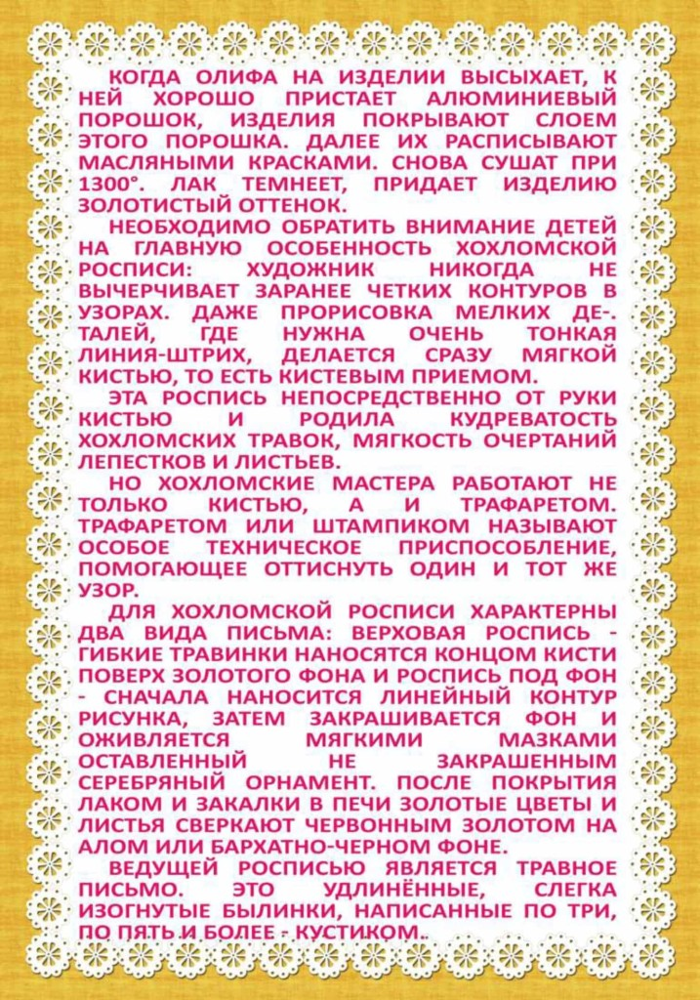 КОГДА ОЛИФА НА ИЗДЕЛИИ ВЫСЫХАЕТ, К
НЕЙ ХОРОШО ПРИСТАЕТ АЛЮМИНИЕВЫЙ
ПОРОШОК, ИЗДЕЛИЯ ПОКРЫВАЮТ СЛОЕМ
ЭТОГО ПОРОШКА. ДАЛЕЕ ИХ РАСПИСЫВАЮТ
МАСЛЯНЫМИ КРАСКАМИ. СНОВА СУШАТ ПРИ
1300°. ЛАК ТЕМНЕЕТ, ПРИДАЕТ ИЗДЕЛИЮ
ЗОЛОТИСТЫЙ ОТТЕНОК.
НЕОБХОДИМО ОБРАТИТЬ ВНИМАНИЕ ДЕТЕЙ
НА ГЛАВНУЮ ОСОБЕННОСТЬ ХОХЛОМСКОЙ
РОСПИСИ: ХУДОЖНИК НИКОГДА НЕ
ВЫЧЕРЧИВАЕТ ЗАРАНЕЕ ЧЕТКИХ КОНТУРОВ В
УЗОРАХ. ДАЖЕ ПРОРИСОВКА МЕЛКИХ ДЕ-.
ТАЛЕЙ, ГДЕ НУЖНА ОЧЕНЬ ТОНКАЯ
ЛИНИЯ-ШТРИХ, ДЕЛАЕТСЯ СРАЗУ МЯГКОЙ
КИСТЬЮ, ТО ЕСТЬ КИСТЕВЫМ ПРИЕМОМ.
ЭТА РОСПИСЬ НЕПОСРЕДСТВЕННО ОТ РУКИ
КИСТЬЮ И РОДИЛА КУДРЕВАТОСТЬ
ХОХЛОМСКИХ ТРАВОК, МЯГКОСТЬ ОЧЕРТАНИЙ
ЛЕПЕСТКОВ И ЛИСТЬЕВ.
НО ХОХЛОМСКИЕ МАСТЕРА РАБОТАЮТ НЕ
ТОЛЬКО КИСТЬЮ, А И ТРАФАРЕТОМ.
ТРАФАРЕТОМ ИЛИ ШТАМПИКОМ НАЗЫВАЮТ
ОСОБОЕ ТЕХНИЧЕСКОЕ ПРИСПОСОБЛЕНИЕ,
ПОМОГАЮЩЕЕ ОТТИСНУТЬ ОДИН И ТОТ ЖЕ
УЗОР.
ДЛЯ ХОХЛОМСКОЙ РОСПИСИ ХАРАКТЕРНЫ
ДВА ВИДА ПИСЬМА: ВЕРХОВАЯ РОСПИСЬ -
ГИБКИЕ ТРАВИНКИ НАНОСЯТСЯ КОНЦОМ КИСТИ
ПОВЕРХ ЗОЛОТОГО ФОНА И РОСПИСЬ ПОД ФОН
- СНАЧАЛА НАНОСИТСЯ ЛИНЕЙНЫЙ КОНТУР
РИСУНКА, ЗАТЕМ ЗАКРАШИВАЕТСЯ ФОН И
ОЖИВЛЯЕТСЯ МЯГКИМИ МАЗКАМИ
ОСТАВЛЕННЫЙ НЕ ЗАКРАШЕННЫМ
СЕРЕБРЯНЫЙ ОРНАМЕНТ. ПОСЛЕ ПОКРЫТИЯ
ЛАКОМ И ЗАКАЛКИ В ПЕЧИ ЗОЛОТЫЕ ЦВЕТЫ И
ЛИСТЬЯ СВЕРКАЮТ ЧЕРВОННЫМ ЗОЛОТОМ НА
АЛОМ ИЛИ БАРХАТНО-ЧЕРНОМ ФОНЕ.
ВЕДУЩЕЙ РОСПИСЬЮ ЯВЛЯЕТСЯ ТРАВНОЕ
ПИСЬМО. ЭТО УДЛИНЁННЫЕ, СЛЕГКА
ИЗОГНУТЫЕ БЫЛИНКИ, НАПИСАННЫЕ ПО ТРИ,
ПО ПЯТЬ И БОЛЕЕ - КУСТИКОМ.